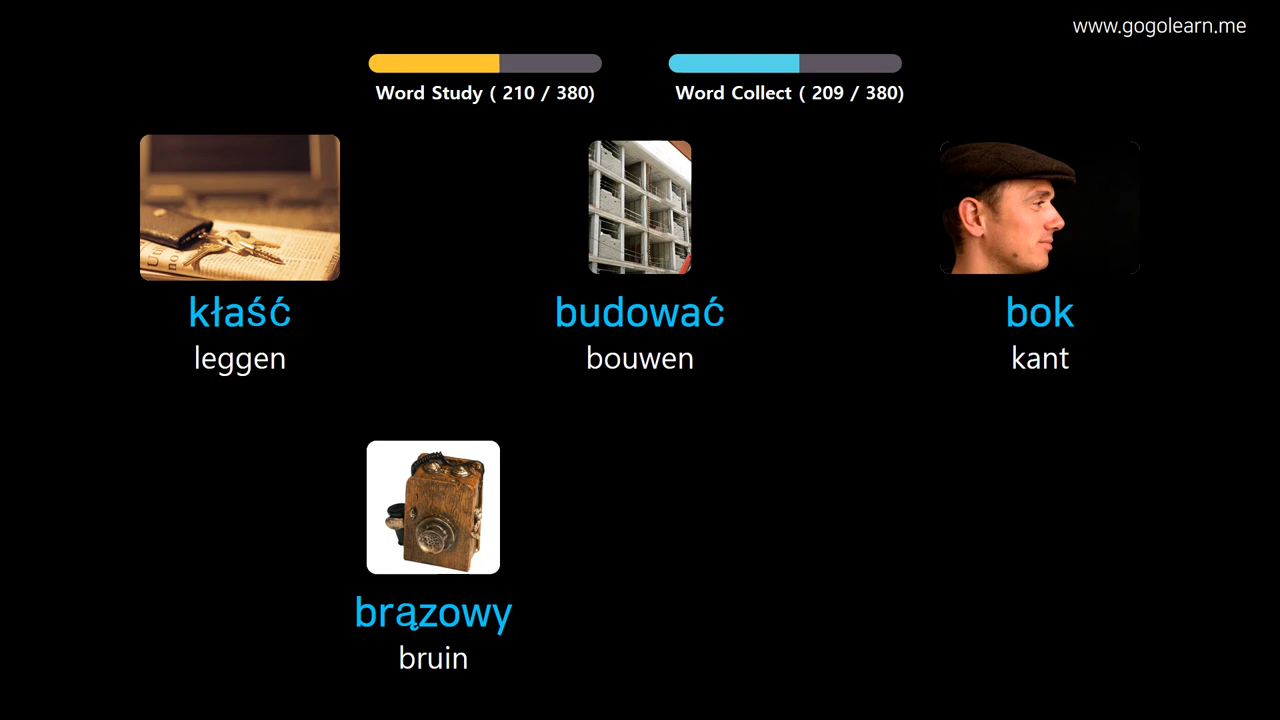 www.gogolearn.me
Word Study ( 210 / 380)
Word Collect ( 209 / 380)
kłaść
leggen
budować
bouwen
bok
kant
brązowy
bruin